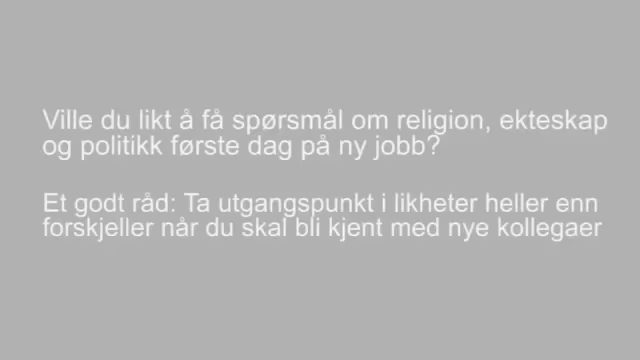 Ville du likt å få spørsmål om religion, ekteskap
og politikk første dag på ny jobb?
Et godt råd: Ta utgangspunkt i likheter heller enn
forskjeller når du skal bli kjent med nye kollegaer